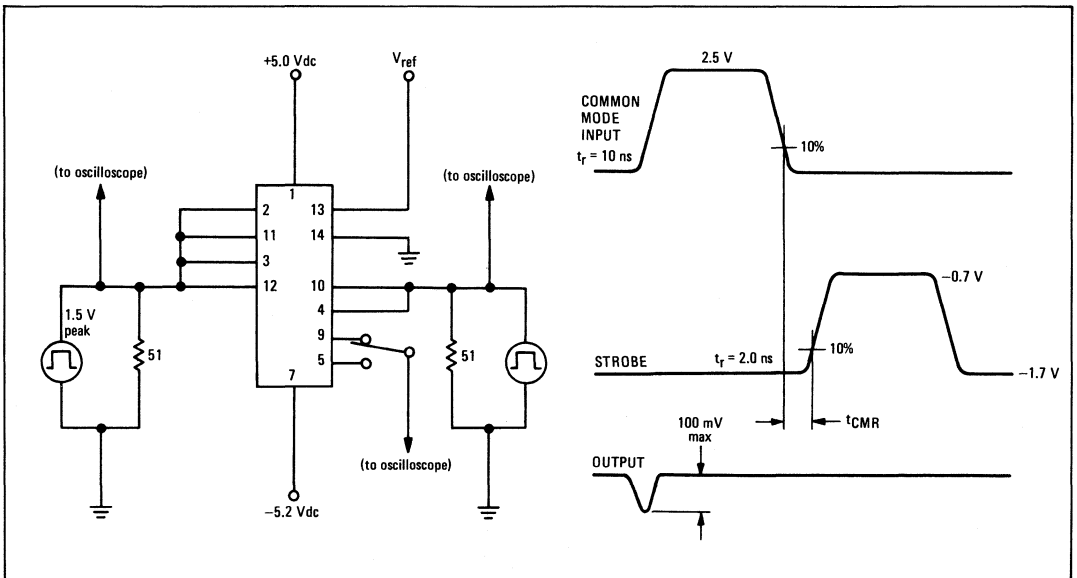 +5.0 Vdc
Vref
(to oscilloscope)
(to oscilloscope)
1
2
13
11
14
3
12
10
4
9
5
7
1.5 V
peak
51
51
(to oscilloscope)
−5.2 Vdc
2.5 V
COMMON
MODE
INPUT
tr = 10 ns
10%
−0.7 V
10%
STROBE
tr = 2.0 ns
−1.7 V
100 mV
max
tCMR
OUTPUT